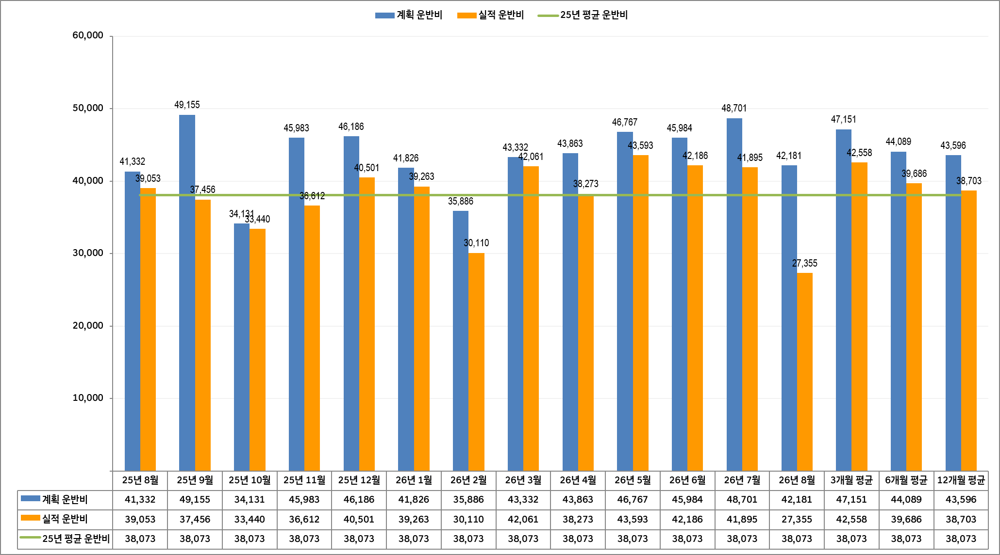 계획 운반비 실적 운반비 25년 평균 운반비
60,000
50,000
40,000
30,000
20,000
10,000
41,332 49,155 34,131 45,983 46,186 41,826 35,886 43,332 43,863 46,767 45,984 48,701 42,181 47,151 44,089 43,596
39,053 37,456 33,440 36,612 40,501 39,263 30,110 42,061 38,273 43,593 42,186 41,895 27,355 42,558 39,686 38,703
25년 8월 25년 9월 25년 10월 25년 11월 25년 12월 26년 1월 26년 2월 26년 3월 26년 4월 26년 5월 26년 6월 26년 7월 26년 8월 3개월 평균 6개월 평균 12개월 평균
계획 운반비 41,332 49,155 34,131 45,983 46,186 41,826 35,886 43,332 43,863 46,767 45,984 48,701 42,181 47,151 44,089 43,596
실적 운반비 39,053 37,456 33,440 36,612 40,501 39,263 30,110 42,061 38,273 43,593 42,186 41,895 27,355 42,558 39,686 38,703
25년 평균 운반비 38,073 38,073 38,073 38,073 38,073 38,073 38,073 38,073 38,073 38,073 38,073 38,073 38,073 38,073 38,073 38,073